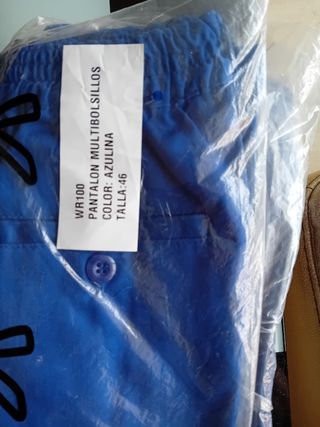 WR100
PANTALON MULTIBOLSILLOS
COLOR: AZULINA
TALLA:46